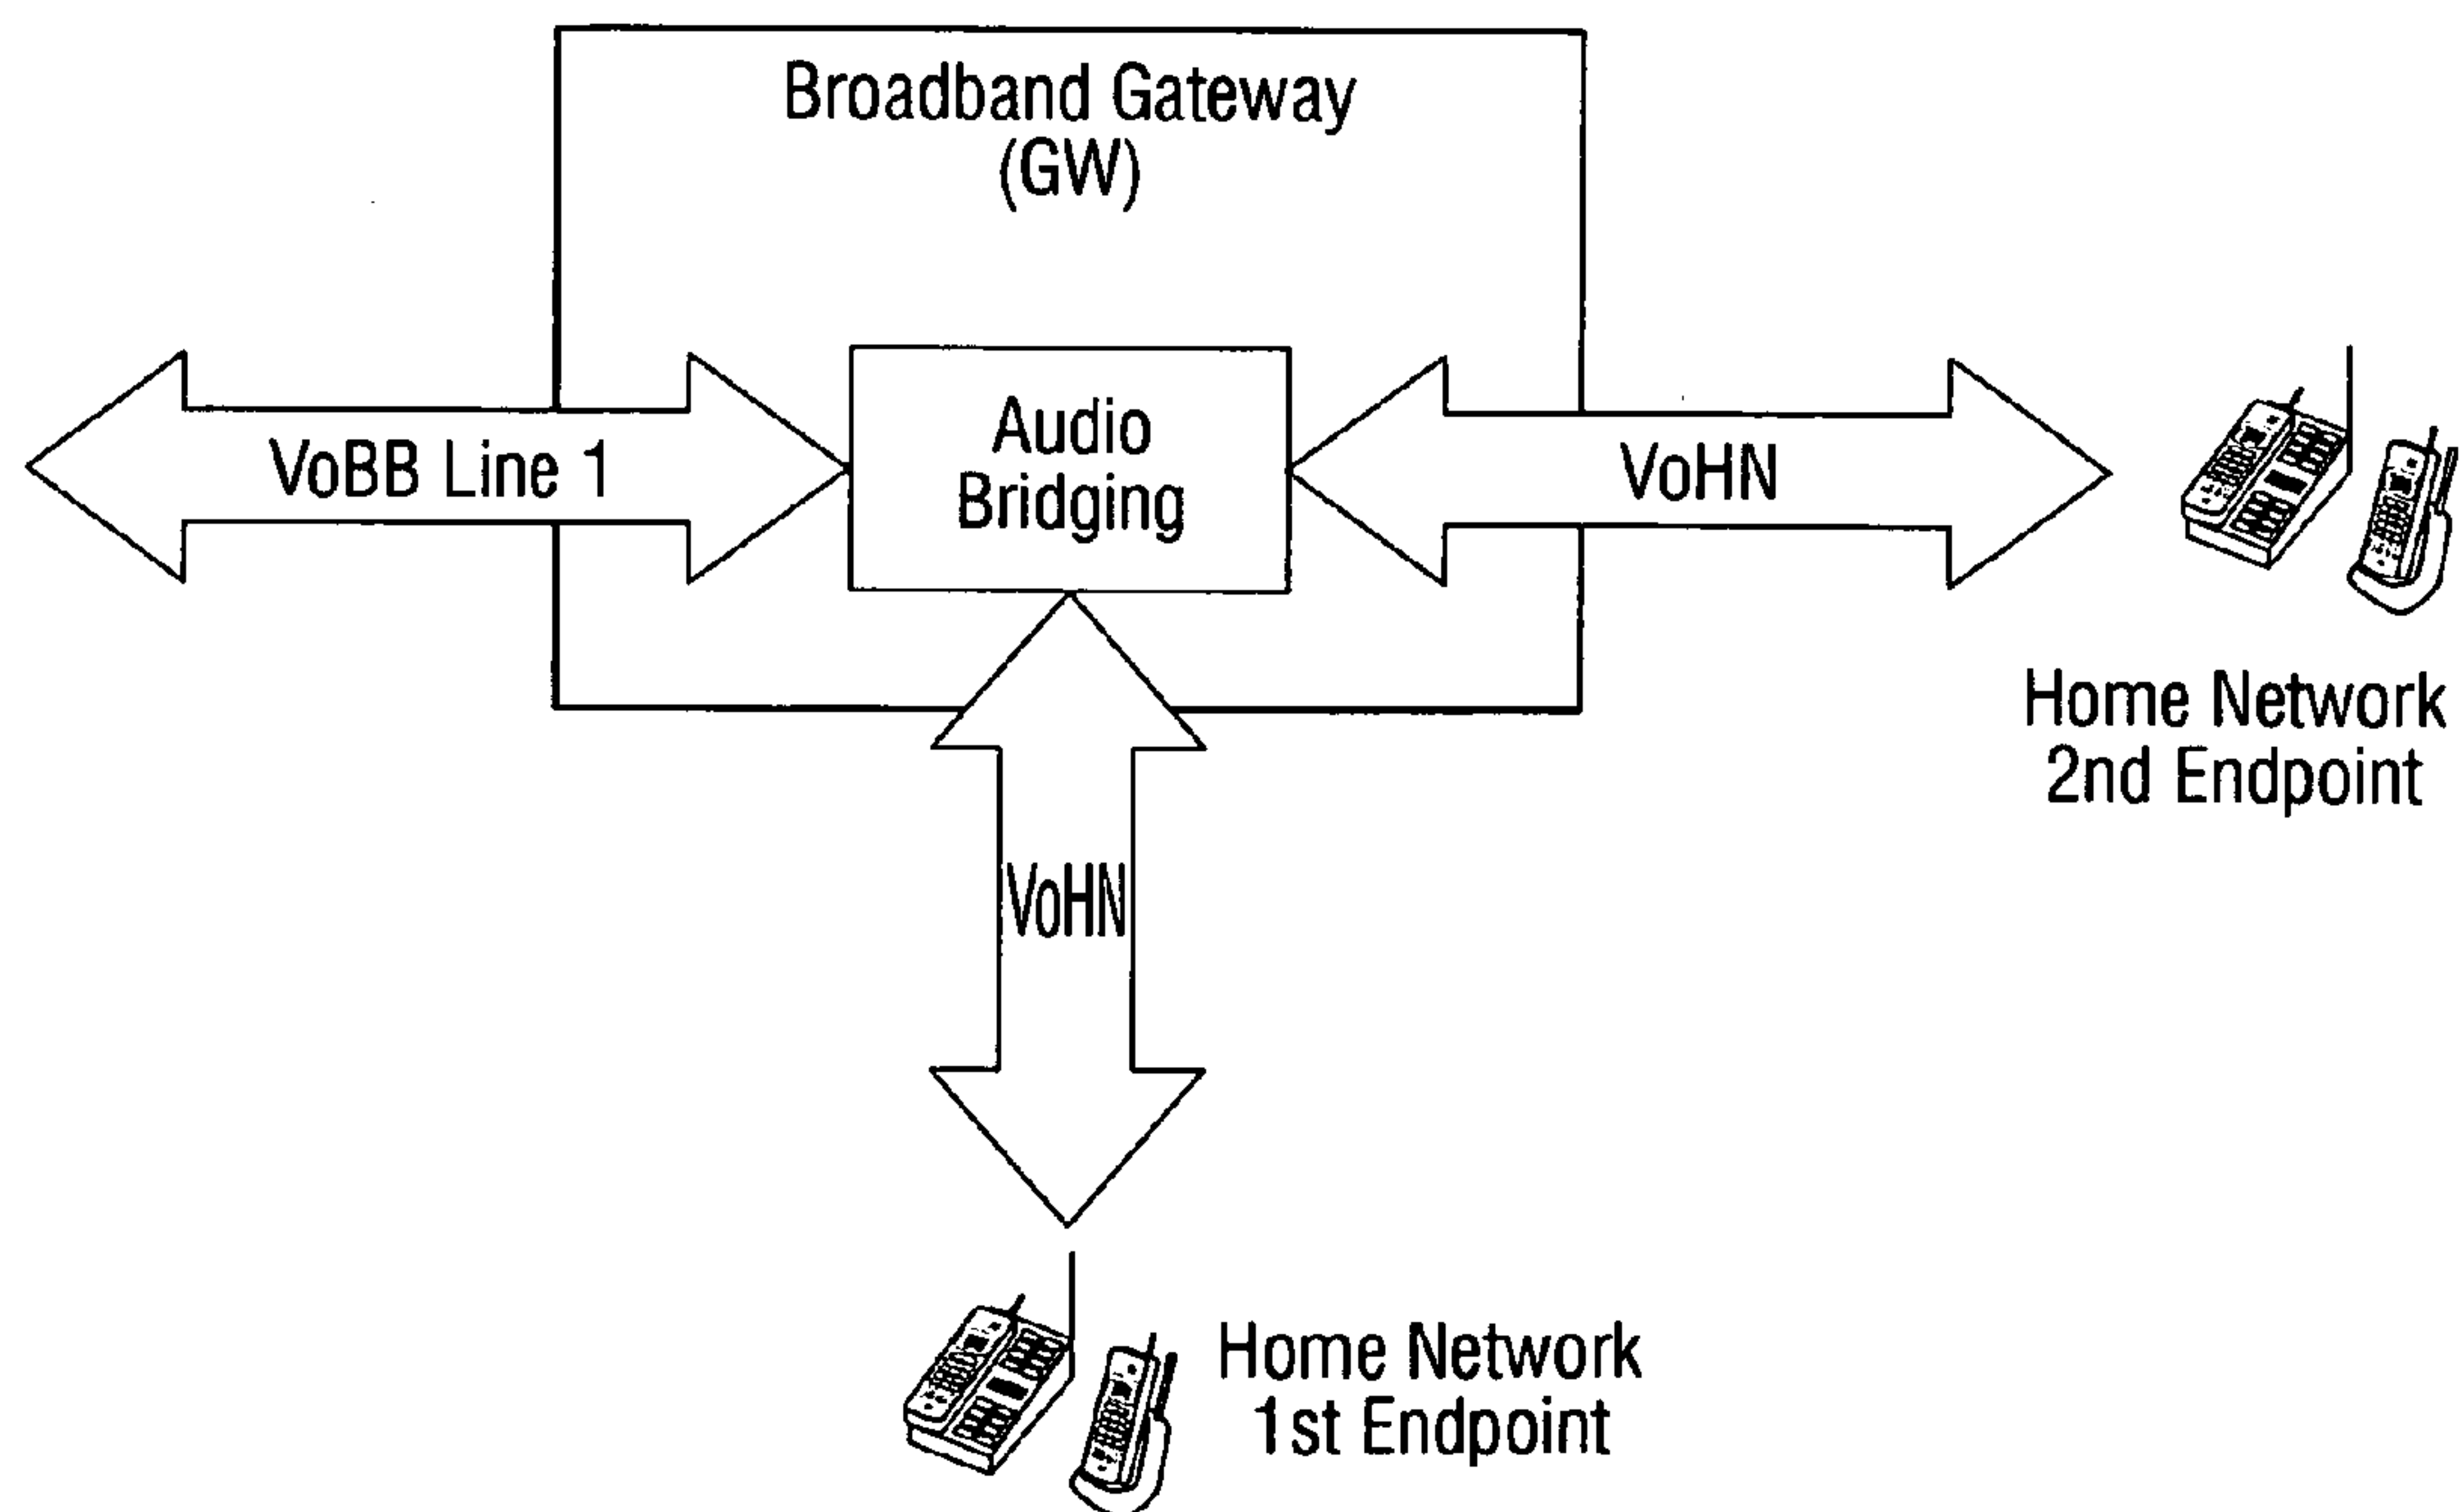 Broadband Gateway
(GW)
VoBB Line 1
Audio
Bridging
VoHN
Home Network
2nd Endpoint
VoHN
Home Network
1st Endpoint